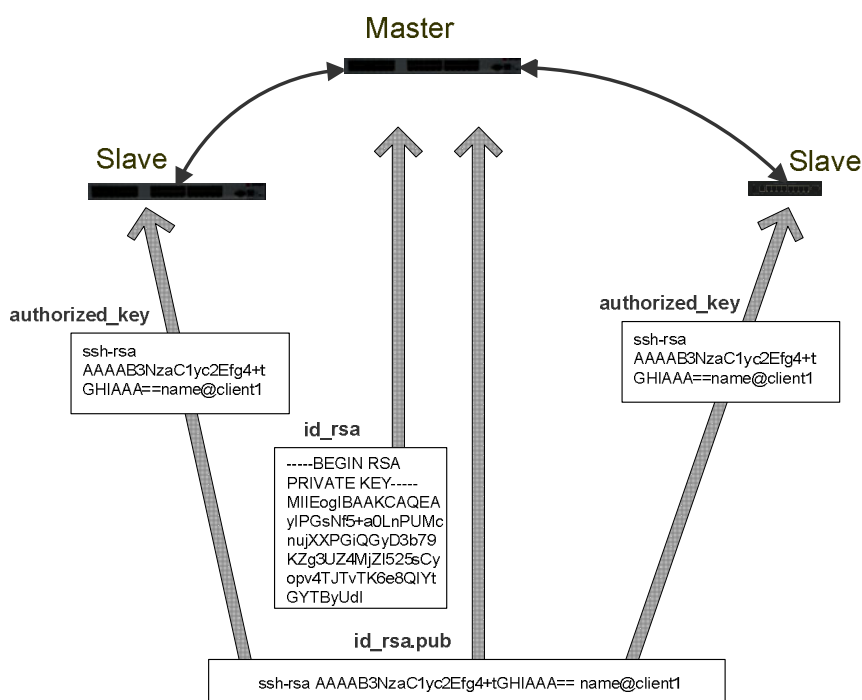 Master
Slave
Slave
authorized_key
ssh-rsa
AAAAB3NzaC1yc2Efg4+t
GHIAAA==name@client1
authorized_key
ssh-rsa
AAAAB3NzaC1yc2Efg4+t
GHIAAA==name@client1
id_rsa
-----BEGIN RSA
PRIVATE KEY-----
MIIEogIBAAKCAQEA
yIPGsNf5+a0LnPUMc
nujXXPGiQGyD3b79
KZg3UZ4MjZI525sCy
opv4TJTvTK6e8QIYt
GYTByUdI
id_rsa.pub
ssh-rsa AAAAB3NzaC1yc2Efg4+tGHIAAA== name@client1